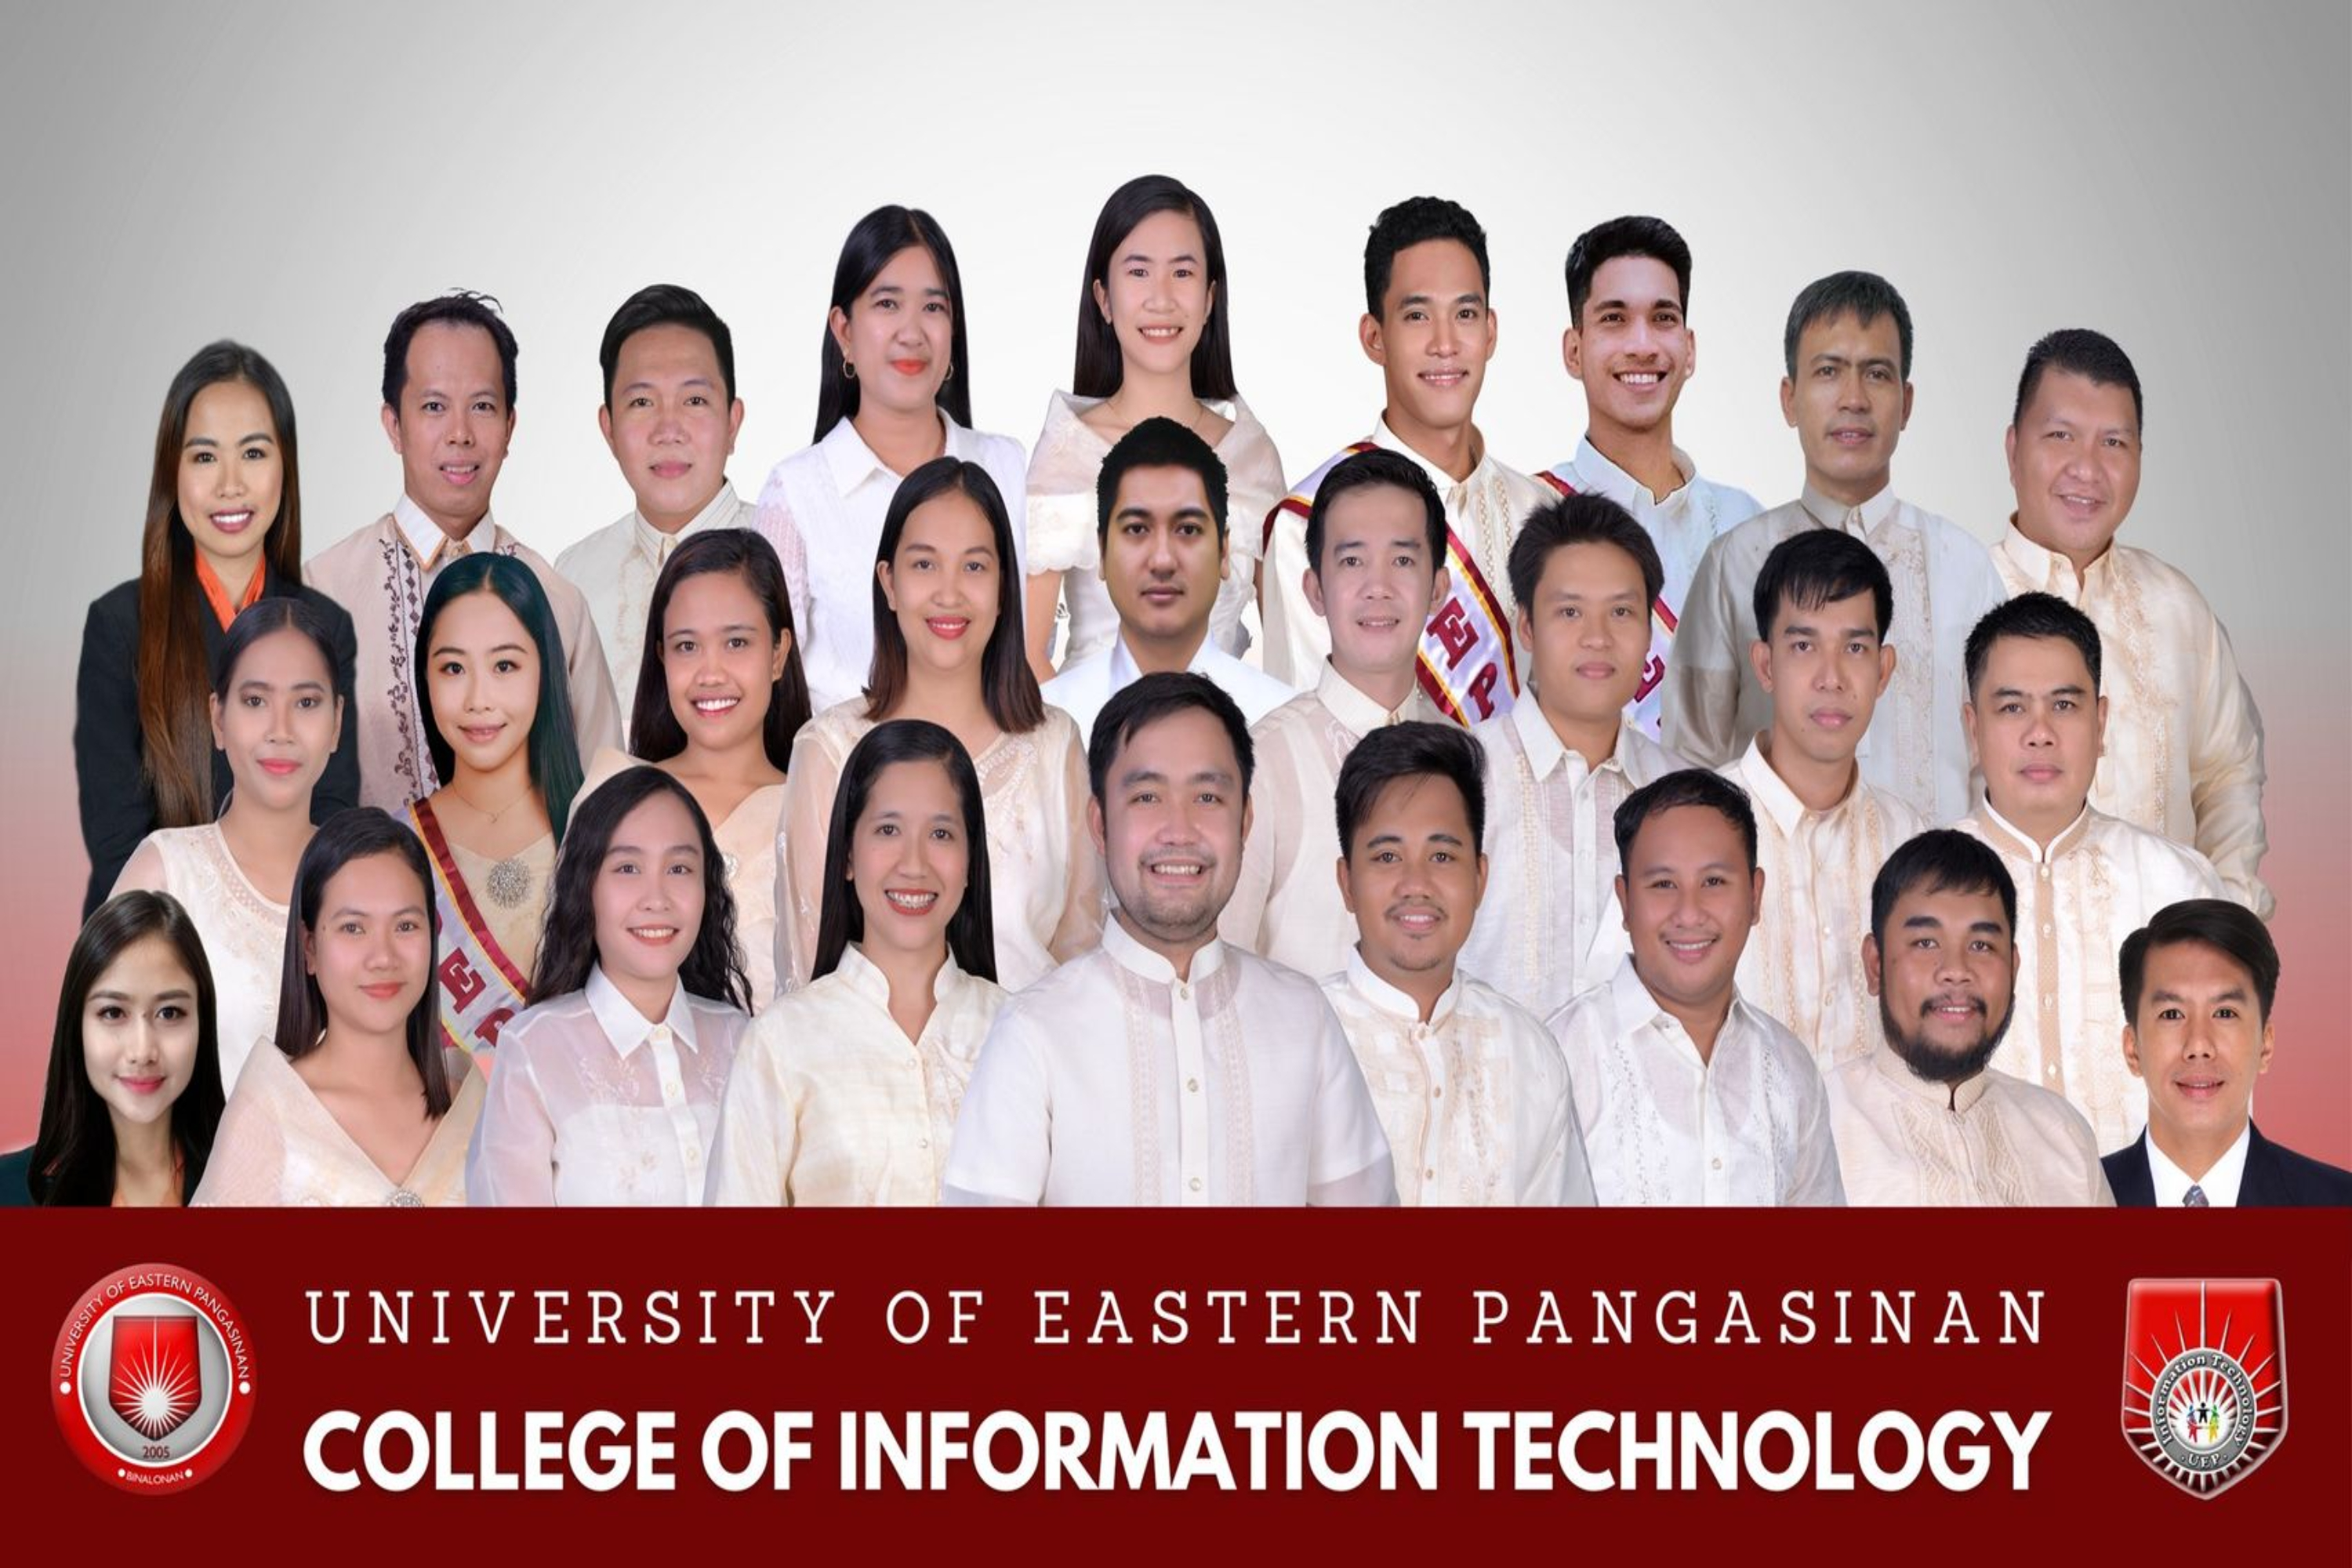 E
P
E
P
UNIVERSITY OF EASTERN PANGASINAN
2005
BINALONAN
UNIVERSITY OF EASTERN PANGASINAN
COLLEGE OF INFORMATION TECHNOLOGY
Information Technology
UEP